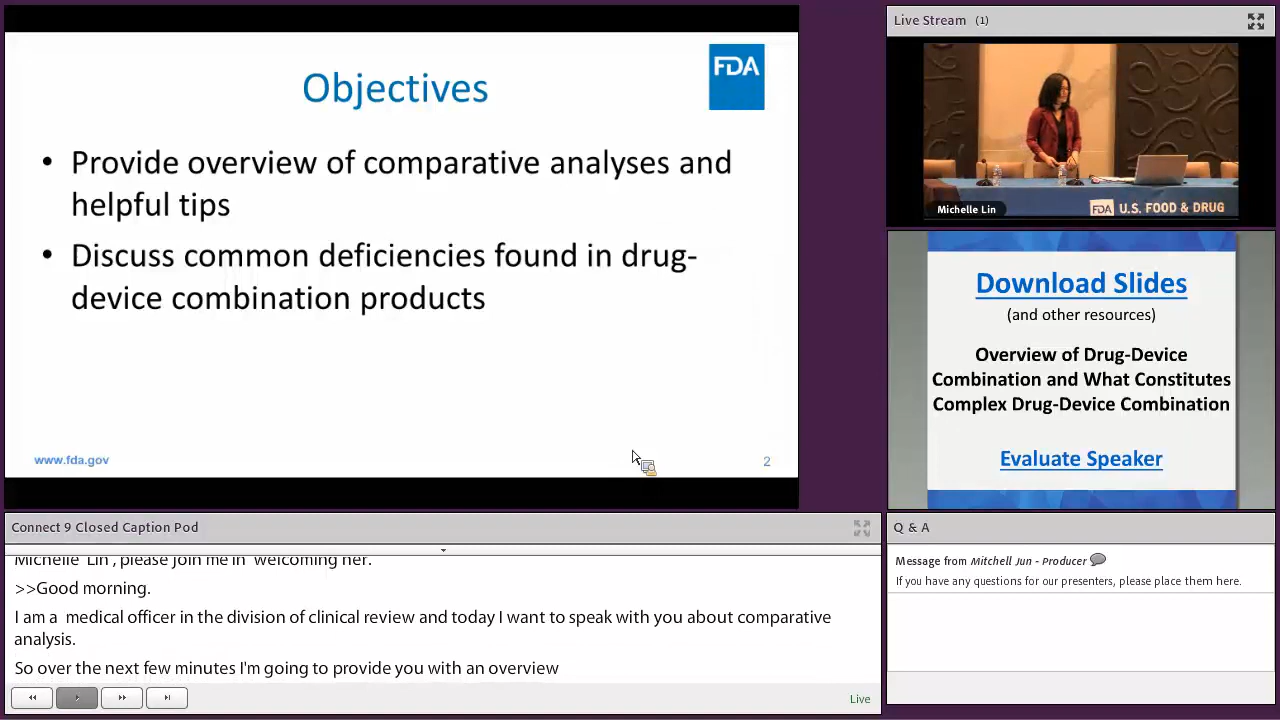 Objectives
FDA
• Provide overview of comparative analyses and
helpful tips
• Discuss common deficiencies found in drug-
device combination products
www.fda.gov
2
Live Stream (1)
Michelle Lin
FDA U.S. FOOD & DRUG
Download Slides
(and other resources)
Overview of Drug-Device
Combination and What Constitutes
Complex Drug-Device Combination
Evaluate Speaker
Connect 9 Closed Caption Pod
Michelle Lin , please join me in welcoming her.
>>Good morning.
I am a medical officer in the division of clinical review and today I want to speak with you about comparative
analysis.
So over the next few minutes I'm going to provide you with an overview
Live
Q & A
Message from Mitchell Jun - Producer
If you have any questions for our presenters, please place them here.